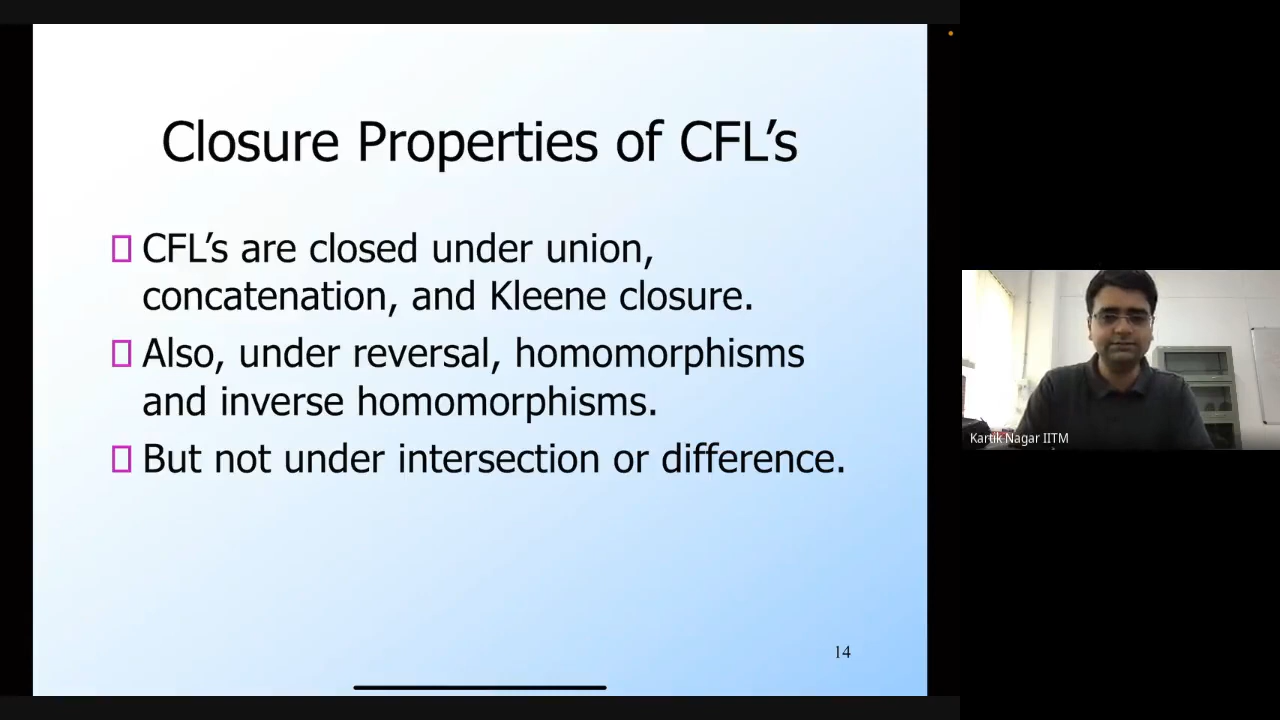 Closure Properties of CFL’s
CFL’s are closed under union,
concatenation, and Kleene closure.
Also, under reversal, homomorphisms
and inverse homomorphisms.
But not under intersection or difference.
14
Kartik Nagar IITM